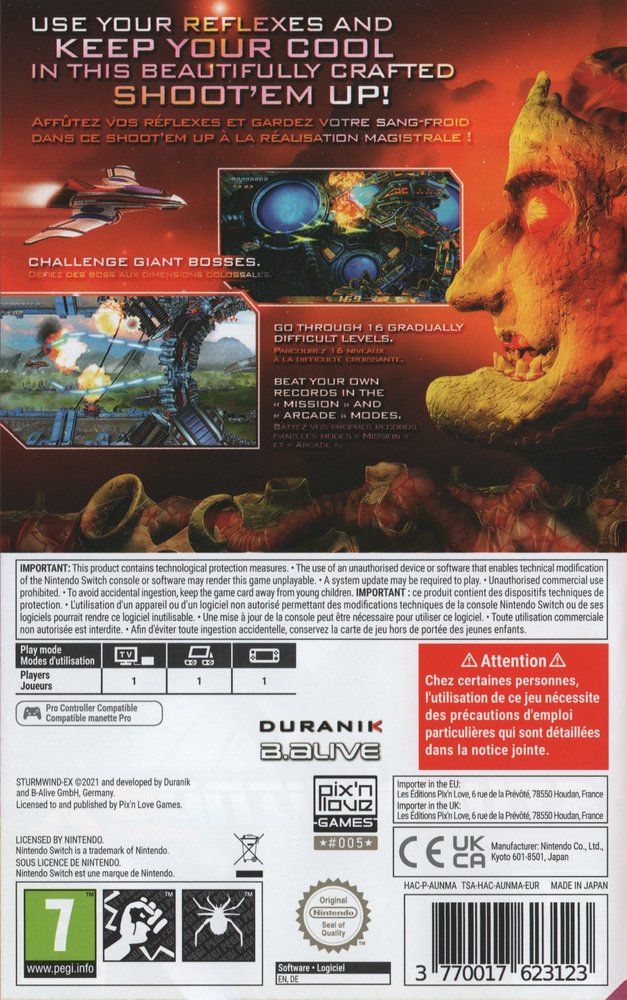 USE YOUR REFLEXES AND
KEEP YOUR COOL
IN THIS BEAUTIFULLY CRAFTED
SHOOT'EM UP!
AFFÛTEZ VOS RÉFLEXES ET GARDEZ VOTRE SANG-FROID
DANS CE SHOOT'EM UP À LA RÉALISATION MAGISTRALE !
CHALLENGE GIANT BOSSES.
DÉFIEZ DES BOSS AUX DIMENSIONS COLOSSALES.
GO THROUGH 16 GRADUALLY
DIFFICULT LEVELS.
PARCOUREZ 16 NIVEAUX
À LA DIFFICULTÉ CROISSANTE.
BEAT YOUR OWN
RECORDS IN THE
« MISSION » AND
« ARCADE » MODES.
BATTEZ VOS PROPRES RECORDS
DANS LES MODES « MISSION »
ET « ARCADE ».
IMPORTANT: This product contains technological protection measures. • The use of an unauthorised device or software that enables technical modification
of the Nintendo Switch console or software may render this game unplayable. • A system update may be required to play. • Unauthorised commercial use
prohibited. • To avoid accidental ingestion, keep the game card away from young children. IMPORTANT : ce produit contient des dispositifs techniques de
protection. • L'utilisation d'un appareil ou d'un logiciel non autorisé permettant des modifications techniques de la console Nintendo Switch ou de ses
logiciels pourrait rendre ce logiciel inutilisable. • Une mise à jour de la console peut être nécessaire pour utiliser ce logiciel. • Toute utilisation commerciale
non autorisée est interdite. • Afin d'éviter toute ingestion accidentelle, conservez la carte de jeu hors de portée des jeunes enfants.
Play mode
Modes d'utilisation
TV
Players
Joueurs
1 1 1
Pro Controller Compatible
Compatible manette Pro
⚠ Attention ⚠
Chez certaines personnes,
l'utilisation de ce jeu nécessite
des précautions d'emploi
particulières qui sont détaillées
dans la notice jointe.
DURANIK
B.ALIVE
STURMWIND-EX ©2021 and developed by Duranik
and B-Alive GmbH, Germany.
Licensed to and published by Pix'n Love Games.
pix'n
love
GAMES
★#005★
Importer in the EU:
Les Éditions Pix'n Love, 6 rue de la Prévôté, 78550 Houdan, France
Importer in the UK:
Les Éditions Pix'n Love, 6 rue de la Prévôté, 78550 Houdan, France
CE UK
CA
Manufacturer: Nintendo Co., Ltd.,
Kyoto 601-8501, Japan
LICENSED BY NINTENDO.
Nintendo Switch is a trademark of Nintendo.
SOUS LICENCE DE NINTENDO.
Nintendo Switch est une marque de Nintendo.
HAC-P-AUNMA TSA-HAC-AUNMA-EUR MADE IN JAPAN
7
www.pegi.info
Original
Nintendo
Seal of
Quality
Software • Logiciel
EN, DE
3 770017 623123